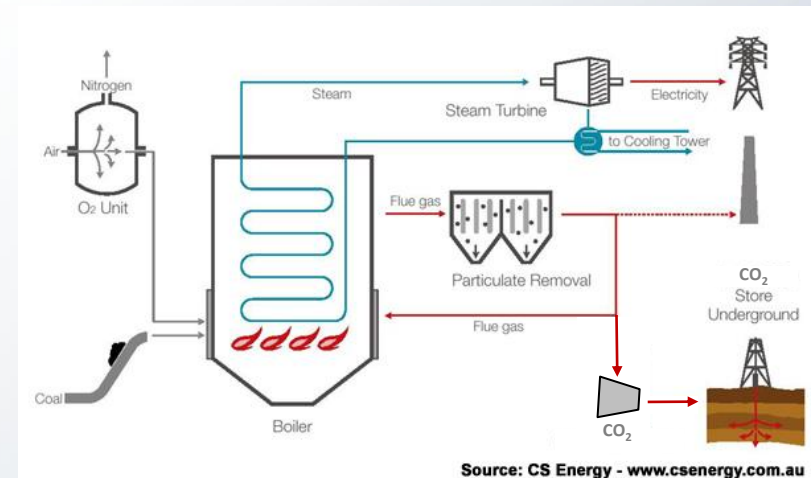 Nitrogen
Steam
Steam Turbine
Electricity
Air
to Cooling Tower
O₂ Unit
Flue gas
Particulate Removal
CO₂
Store
Underground
Flue gas
Coal
CO₂
Boiler
Source: CS Energy - www.csenergy.com.au